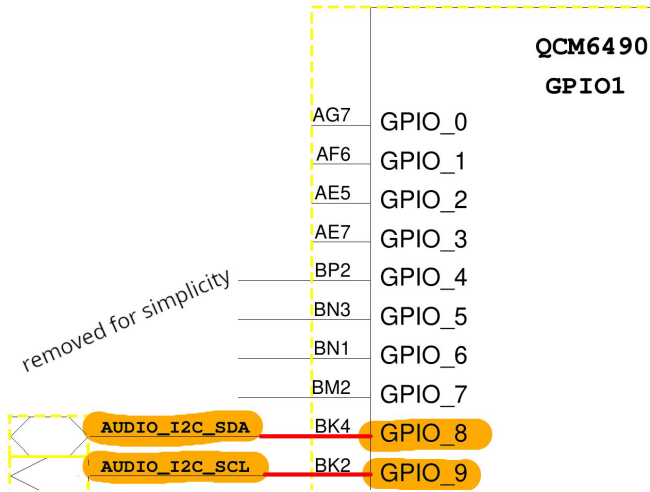 QCM6490
GPIO1
AG7 GPIO_0
AF6 GPIO_1
AE5 GPIO_2
AE7 GPIO_3
BP2 GPIO_4
removed for simplicity
BN3 GPIO_5
BN1 GPIO_6
BM2 GPIO_7
AUDIO_I2C_SDA BK4 GPIO_8
AUDIO_I2C_SCL BK2 GPIO_9